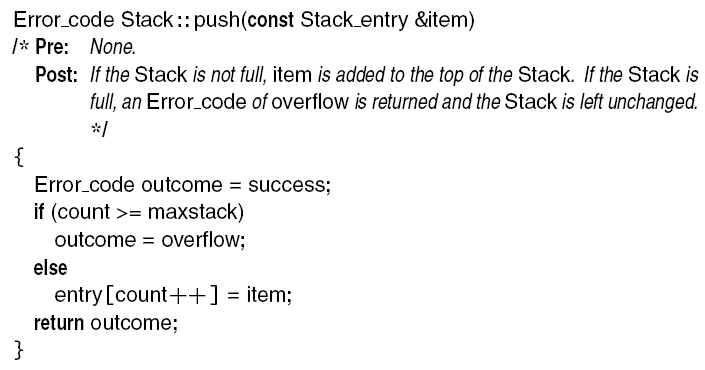 Error_code Stack::push(const Stack_entry &item)
/* Pre: None.
Post: If the Stack is not full, item is added to the top of the Stack. If the Stack is
full, an Error_code of overflow is returned and the Stack is left unchanged.
*/
{
Error_code outcome = success;
if (count >= maxstack)
outcome = overflow;
else
entry[count++] = item;
return outcome;
}